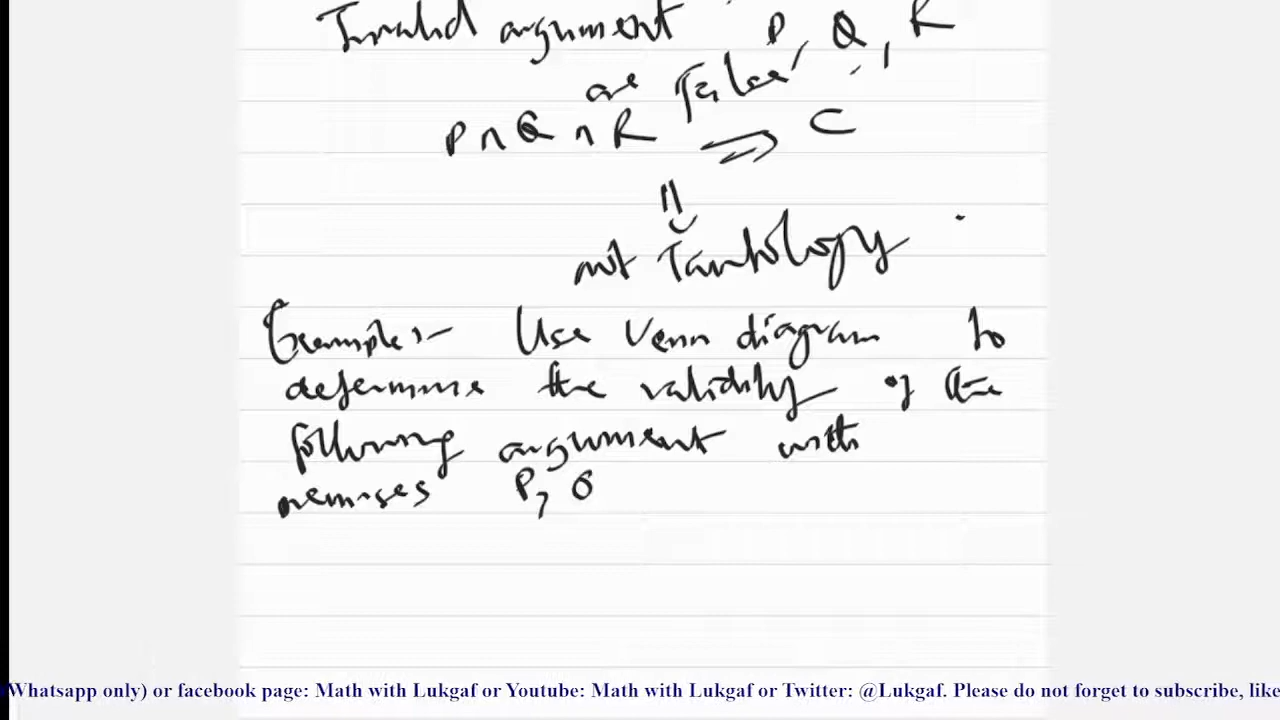 Invalid argument P, Q, R
are False
P ∩ Q ∩ R ⇒ C
not Tautology
Example:- Use Venn diagram to
determine the validity of the
following argument with
premises P, Q
Whatsapp only) or facebook page: Math with Lukgaf or Youtube: Math with Lukgaf or Twitter: @Lukgaf. Please do not forget to subscribe, like